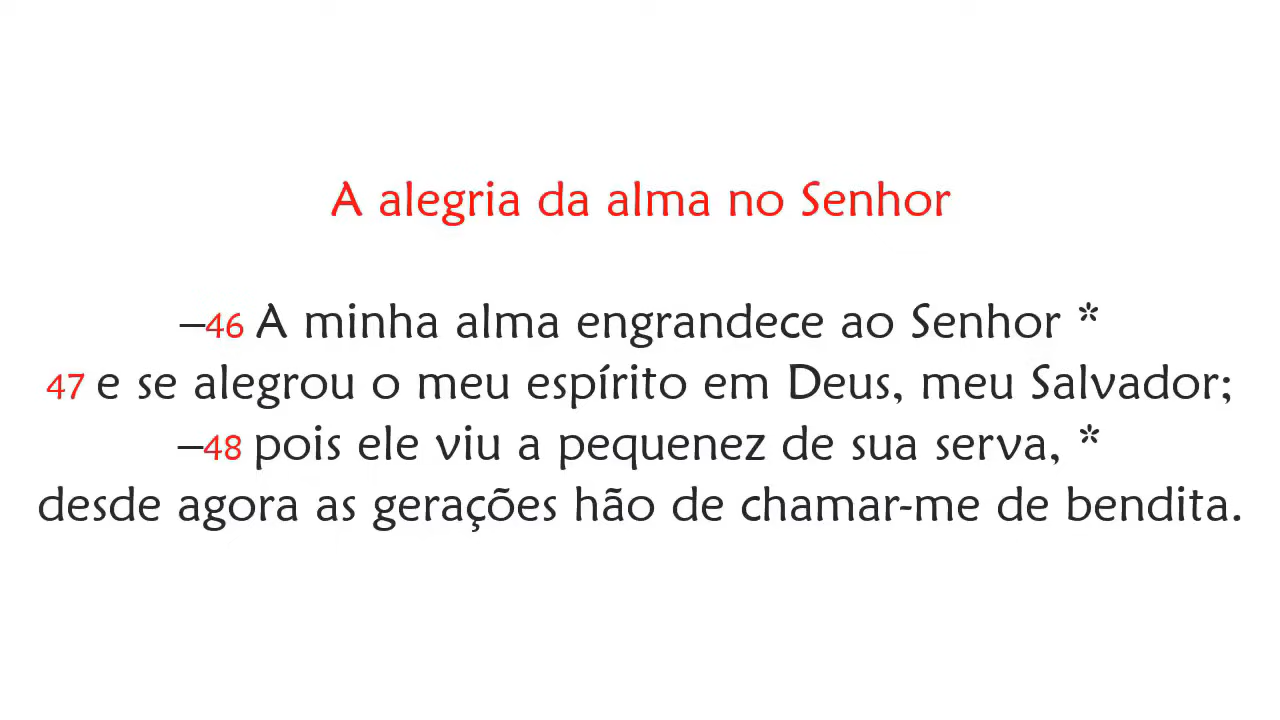 A alegria da alma no Senhor
–46 A minha alma engrandece ao Senhor *
47 e se alegrou o meu espírito em Deus, meu Salvador;
–48 pois ele viu a pequenez de sua serva, *
desde agora as gerações hão de chamar-me de bendita.